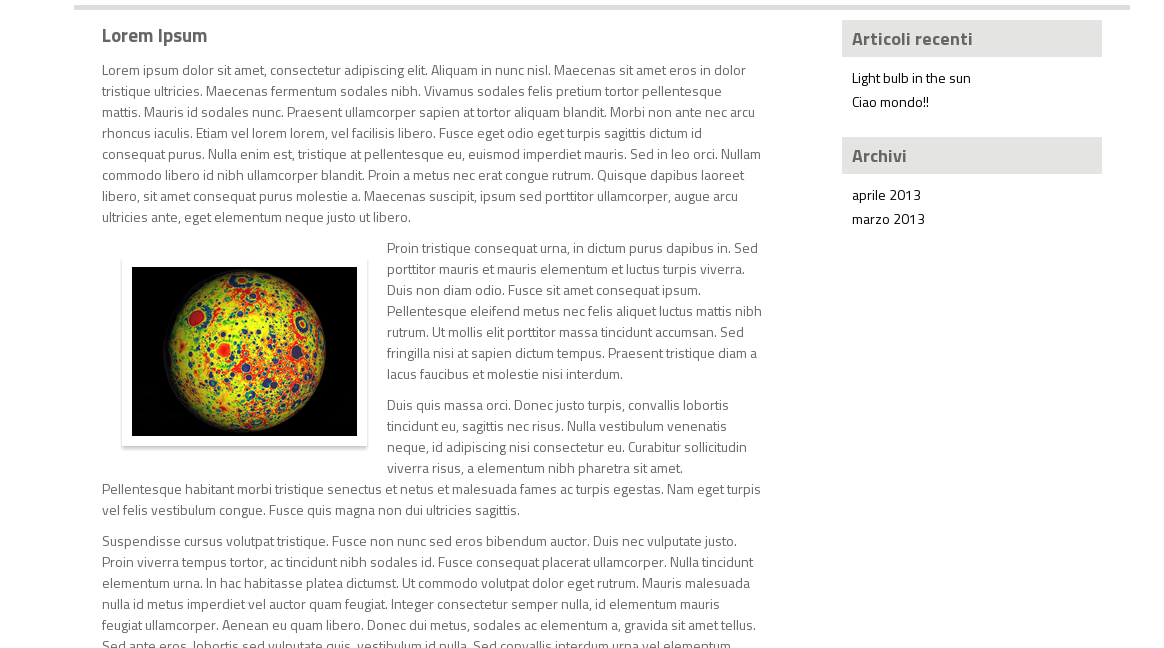 Lorem Ipsum
Lorem ipsum dolor sit amet, consectetur adipiscing elit. Aliquam in nunc nisl. Maecenas sit amet eros in dolor
tristique ultricies. Maecenas fermentum sodales nibh. Vivamus sodales felis pretium tortor pellentesque
mattis. Mauris id sodales nunc. Praesent ullamcorper sapien at tortor aliquam blandit. Morbi non ante nec arcu
rhoncus iaculis. Etiam vel lorem lorem, vel facilisis libero. Fusce eget odio eget turpis sagittis dictum id
consequat purus. Nulla enim est, tristique at pellentesque eu, euismod imperdiet mauris. Sed in leo orci. Nullam
commodo libero id nibh ullamcorper blandit. Proin a metus nec erat congue rutrum. Quisque dapibus laoreet
libero, sit amet consequat purus molestie a. Maecenas suscipit, ipsum sed porttitor ullamcorper, augue arcu
ultricies ante, eget elementum neque justo ut libero.
Proin tristique consequat urna, in dictum purus dapibus in. Sed
porttitor mauris et mauris elementum et luctus turpis viverra.
Duis non diam odio. Fusce sit amet consequat ipsum.
Pellentesque eleifend metus nec felis aliquet luctus mattis nibh
rutrum. Ut mollis elit porttitor massa tincidunt accumsan. Sed
fringilla nisi at sapien dictum tempus. Praesent tristique diam a
lacus faucibus et molestie nisi interdum.
Duis quis massa orci. Donec justo turpis, convallis lobortis
tincidunt eu, sagittis nec risus. Nulla vestibulum venenatis
neque, id adipiscing nisi consectetur eu. Curabitur sollicitudin
viverra risus, a elementum nibh pharetra sit amet.
Pellentesque habitant morbi tristique senectus et netus et malesuada fames ac turpis egestas. Nam eget turpis
vel felis vestibulum congue. Fusce quis magna non dui ultricies sagittis.
Suspendisse cursus volutpat tristique. Fusce non nunc sed eros bibendum auctor. Duis nec vulputate justo.
Proin viverra tempus tortor, ac tincidunt nibh sodales id. Fusce consequat placerat ullamcorper. Nulla tincidunt
elementum urna. In hac habitasse platea dictumst. Ut commodo volutpat dolor eget rutrum. Mauris malesuada
nulla id metus imperdiet vel auctor quam feugiat. Integer consectetur semper nulla, id elementum mauris
feugiat ullamcorper. Aenean eu quam libero. Donec dui metus, sodales ac elementum a, gravida sit amet tellus.
Sed ante eros, lobortis sed vulputate quis, vestibulum id nulla. Sed convallis interdum urna vel elementum.
Articoli recenti
Light bulb in the sun
Ciao mondo!!
Archivi
aprile 2013
marzo 2013